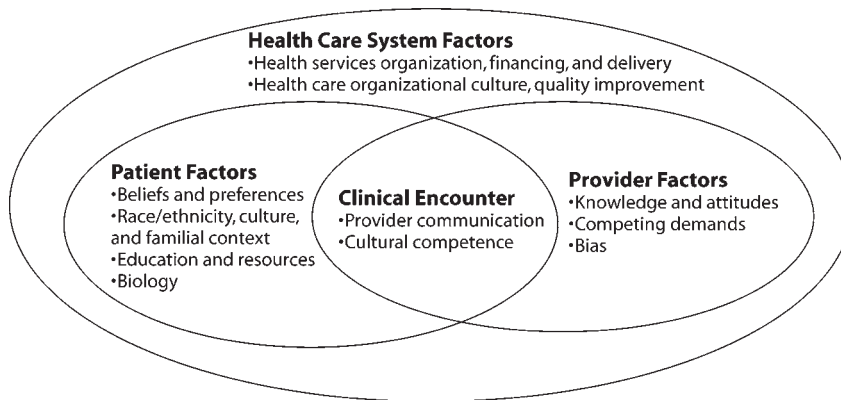 Health Care System Factors
•Health services organization, financing, and delivery
•Health care organizational culture, quality improvement
Patient Factors
•Beliefs and preferences
•Race/ethnicity, culture,
and familial context
•Education and resources
•Biology
Clinical Encounter
•Provider communication
•Cultural competence
Provider Factors
•Knowledge and attitudes
•Competing demands
•Bias